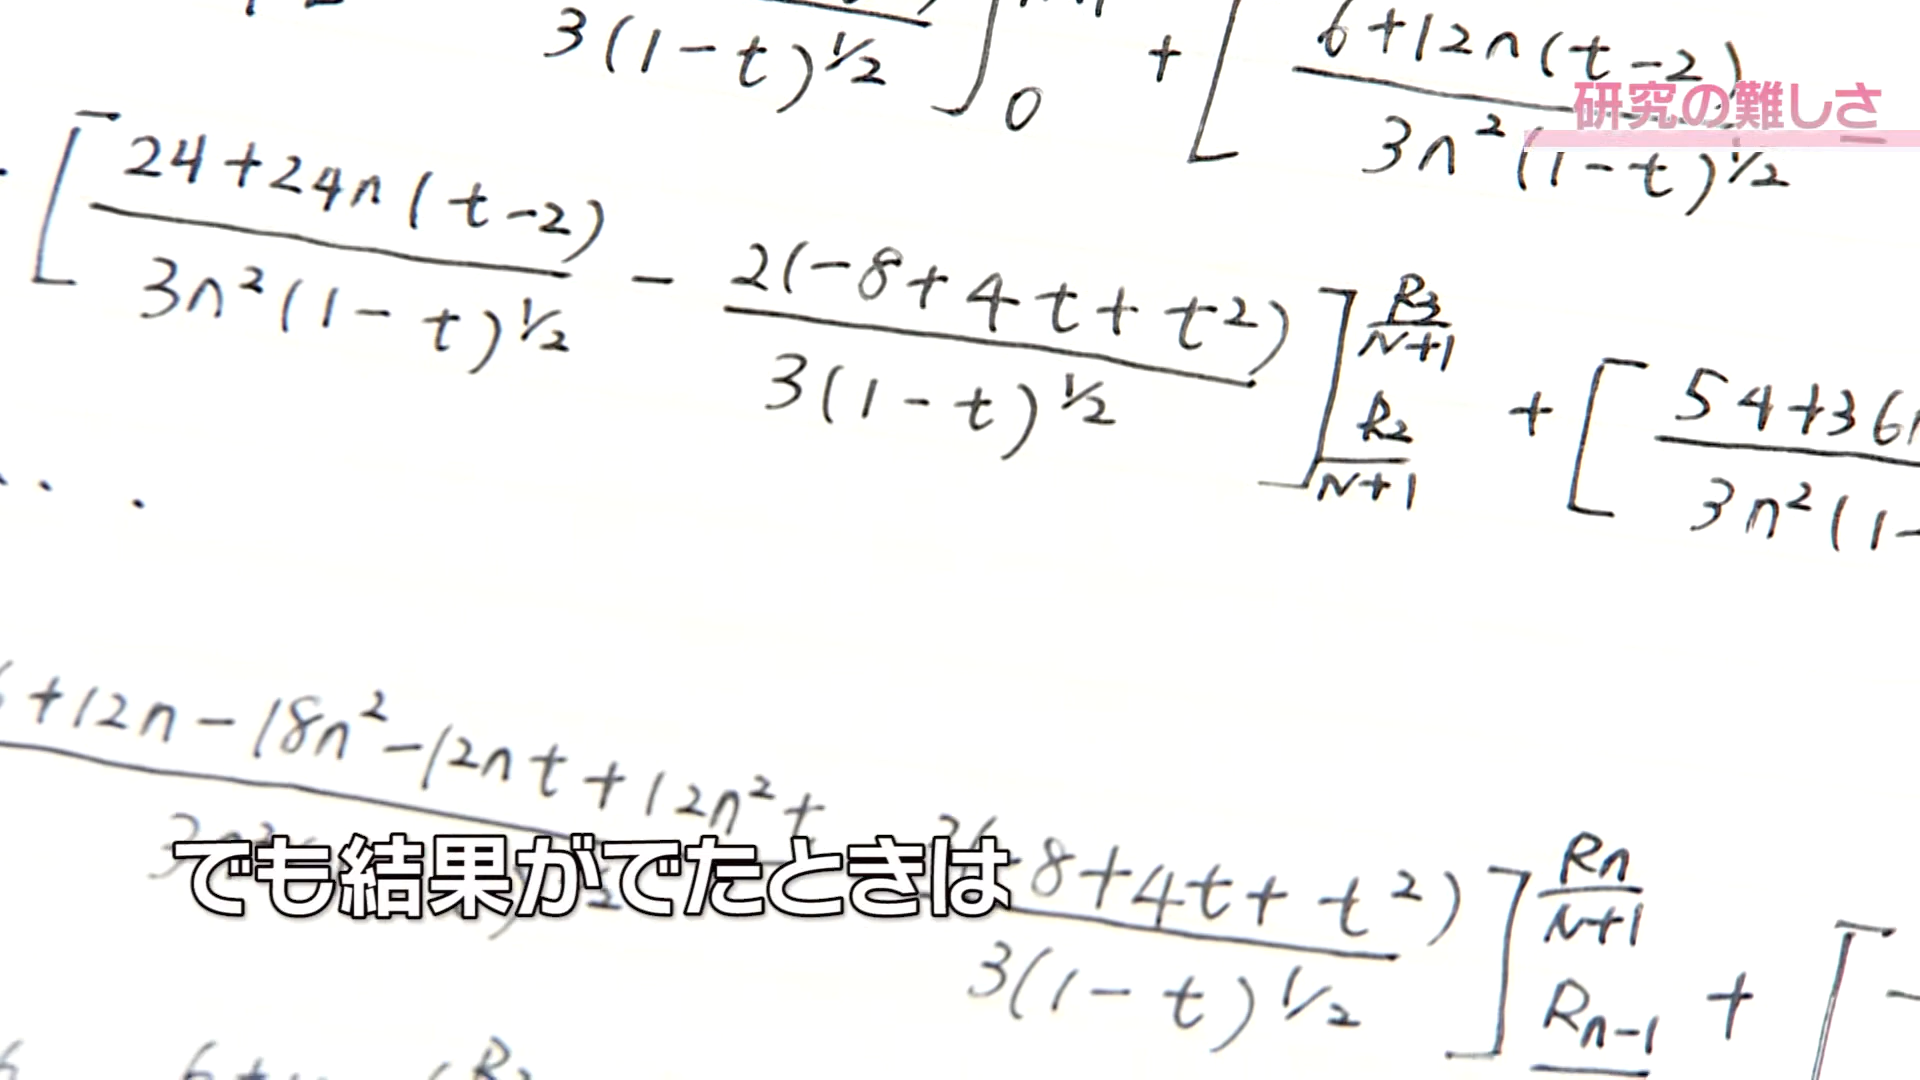 3(1-t)^½ ]₀ + [ 6+12n(t-2)
3n²(1-t)^½
研究の難しさ
[ 24+24n(t-2)
3n²(1-t)^½
- 2(-8+4t+t²)
3(1-t)^½
] R₃
N+1
R₂
N+1
+ [ 54+36
3n²(1-
...
+12n-18n²-12nt+12n²t
-8+4t+t²)
3(1-t)^½
] Rn
N+1
Rn-1
+ [
でも結果がでたときは